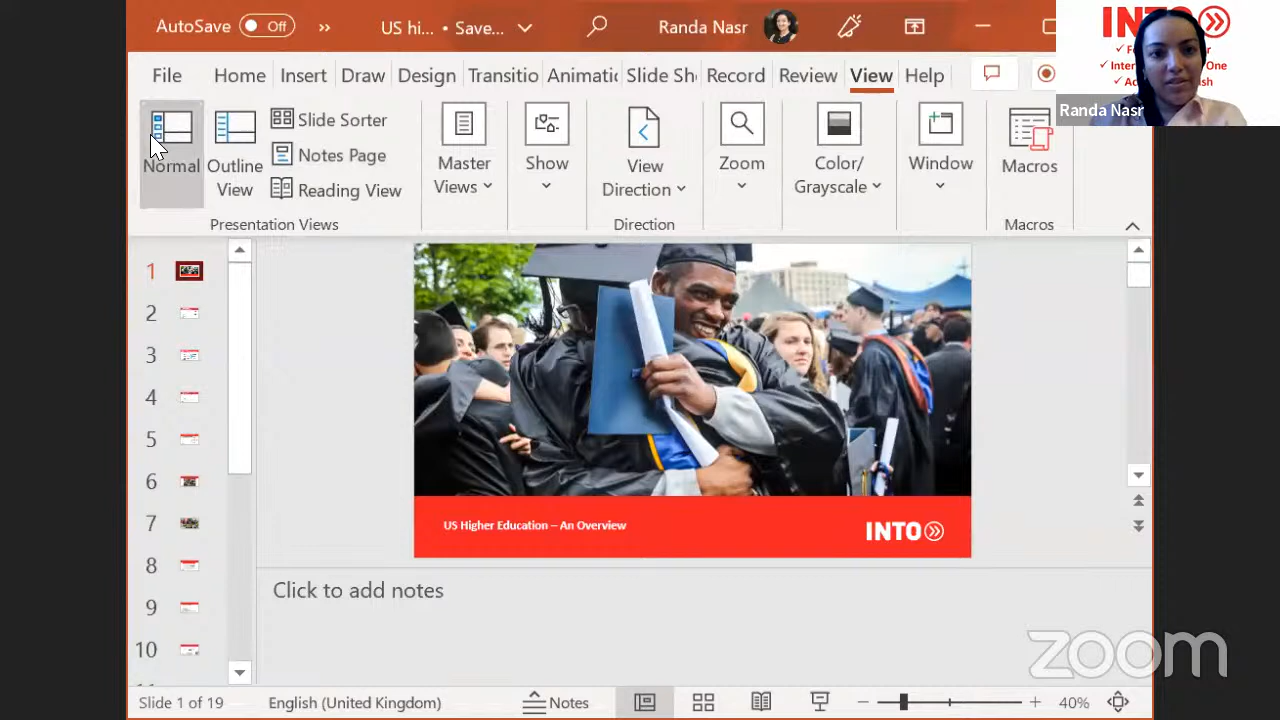 AutoSave Off » US hi... • Save... Randa Nasr
File Home Insert Draw Design Transitio Animatic Slide Sh Record Review View Help
Normal
Outline View
Slide Sorter
Notes Page
Reading View
Presentation Views
Master Views
Show
View Direction
Direction
Zoom
Color/ Grayscale
Window
Macros
Macros
INTO
Randa Nasr
1
2
3
4
5
6
7
8
9
10
US Higher Education – An Overview
INTO
Click to add notes
zoom
Slide 1 of 19 English (United Kingdom) Notes 40%